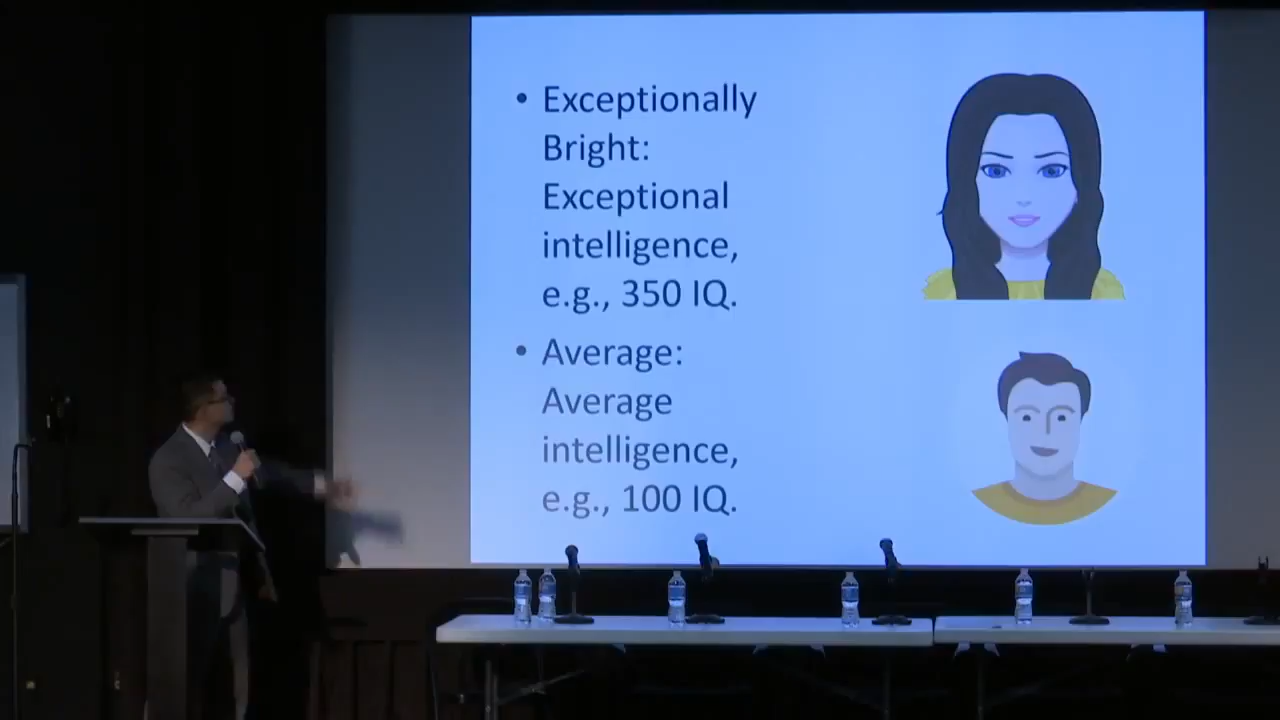 • Exceptionally
Bright:
Exceptional
intelligence,
e.g., 350 IQ.
• Average:
Average
intelligence,
e.g., 100 IQ.